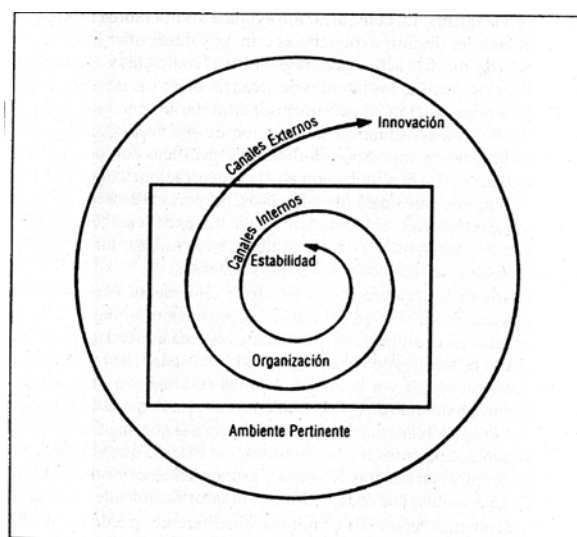 Canales Externos
Innovación
Canales Internos
Estabilidad
Organización
Ambiente Pertinente